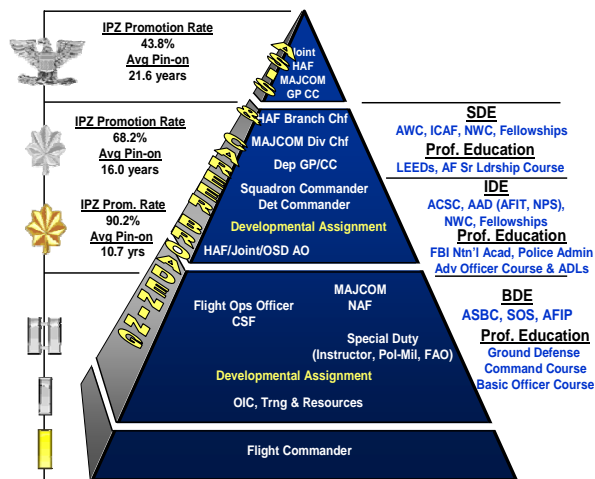 IPZ Promotion Rate
43.8%
Avg Pin-on
21.6 years
IPZ Promotion Rate
68.2%
Avg Pin-on
16.0 years
IPZ Prom. Rate
90.2%
Avg Pin-on
10.7 yrs
Joint
HAF
MAJCOM
GP CC
HAF Branch Chf
MAJCOM Div Chf
Dep GP/CC
Squadron Commander
Det Commander
Developmental Assignment
HAF/Joint/OSD AO
BROADENING
MAJCOM
NAF
Flight Ops Officer
CSF
Special Duty
(Instructor, Pol-Mil, FAO)
Developmental Assignment
OIC, Trng & Resources
Flight Commander
SDE
AWC, ICAF, NWC, Fellowships
Prof. Education
LEEDs, AF Sr Ldrship Course
IDE
ACSC, AAD (AFIT, NPS),
NWC, Fellowships
Prof. Education
FBI Ntn'l Acad, Police Admin
Adv Officer Course & ADLs
BDE
ASBC, SOS, AFIP
Prof. Education
Ground Defense
Command Course
Basic Officer Course